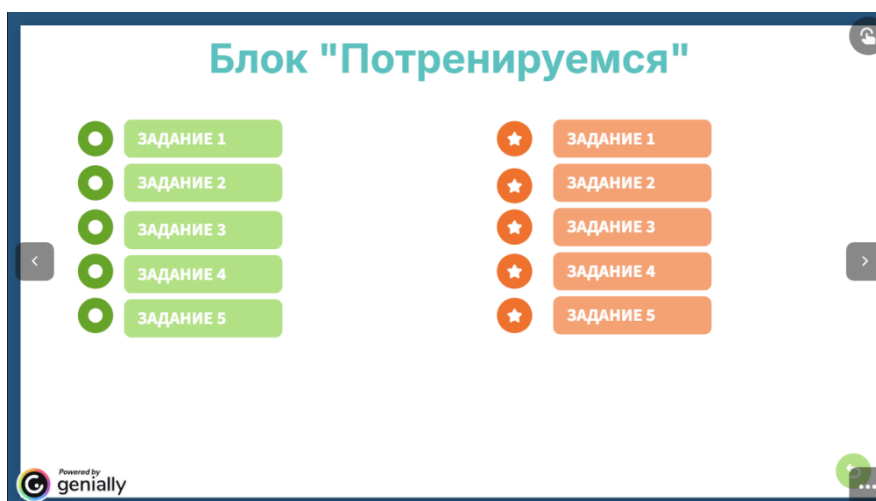 Блок "Потренируемся"
ЗАДАНИЕ 1
ЗАДАНИЕ 2
ЗАДАНИЕ 3
ЗАДАНИЕ 4
ЗАДАНИЕ 5
ЗАДАНИЕ 1
ЗАДАНИЕ 2
ЗАДАНИЕ 3
ЗАДАНИЕ 4
ЗАДАНИЕ 5
Powered by
genially